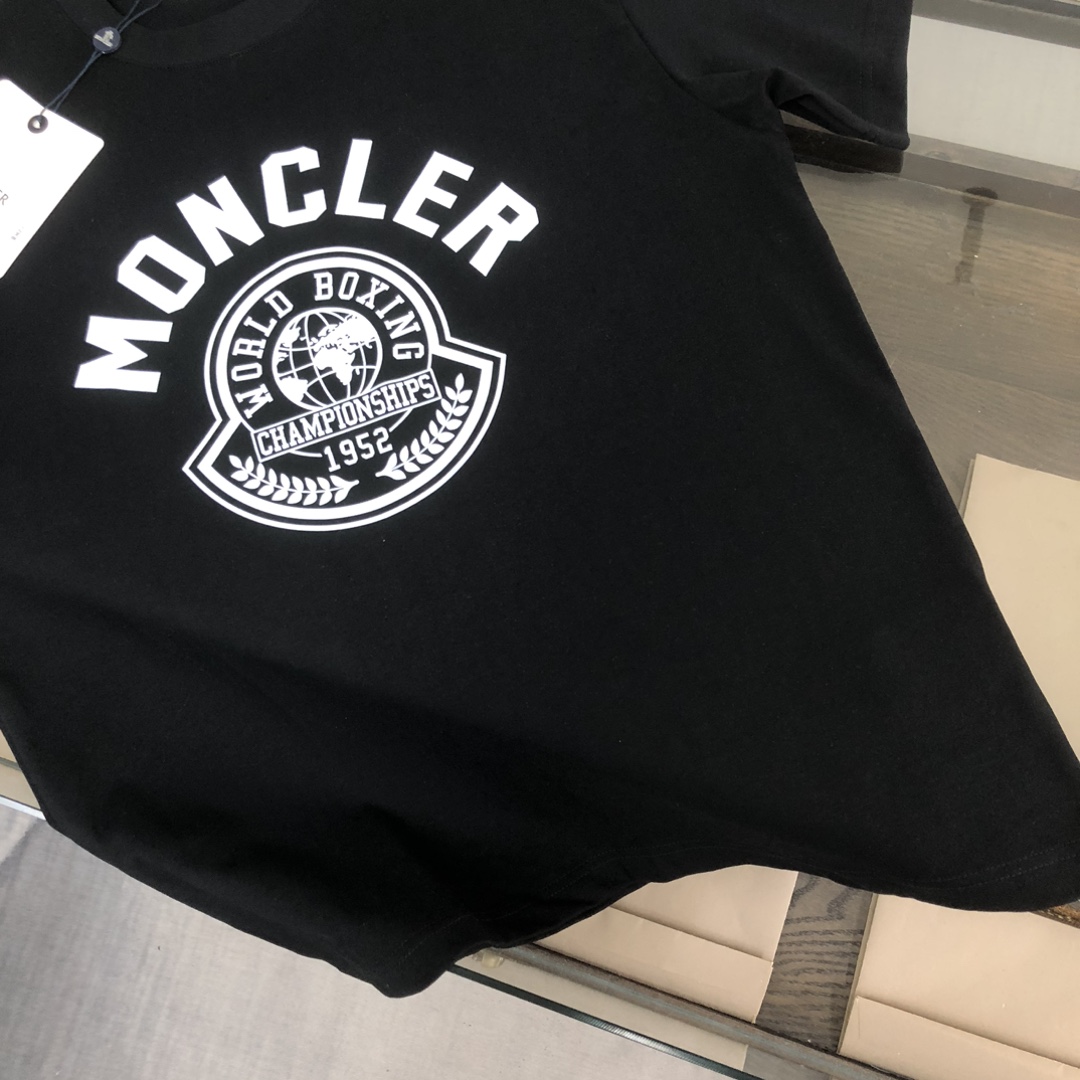 MONCLER
WORLD BOXING
CHAMPIONSHIPS
1952